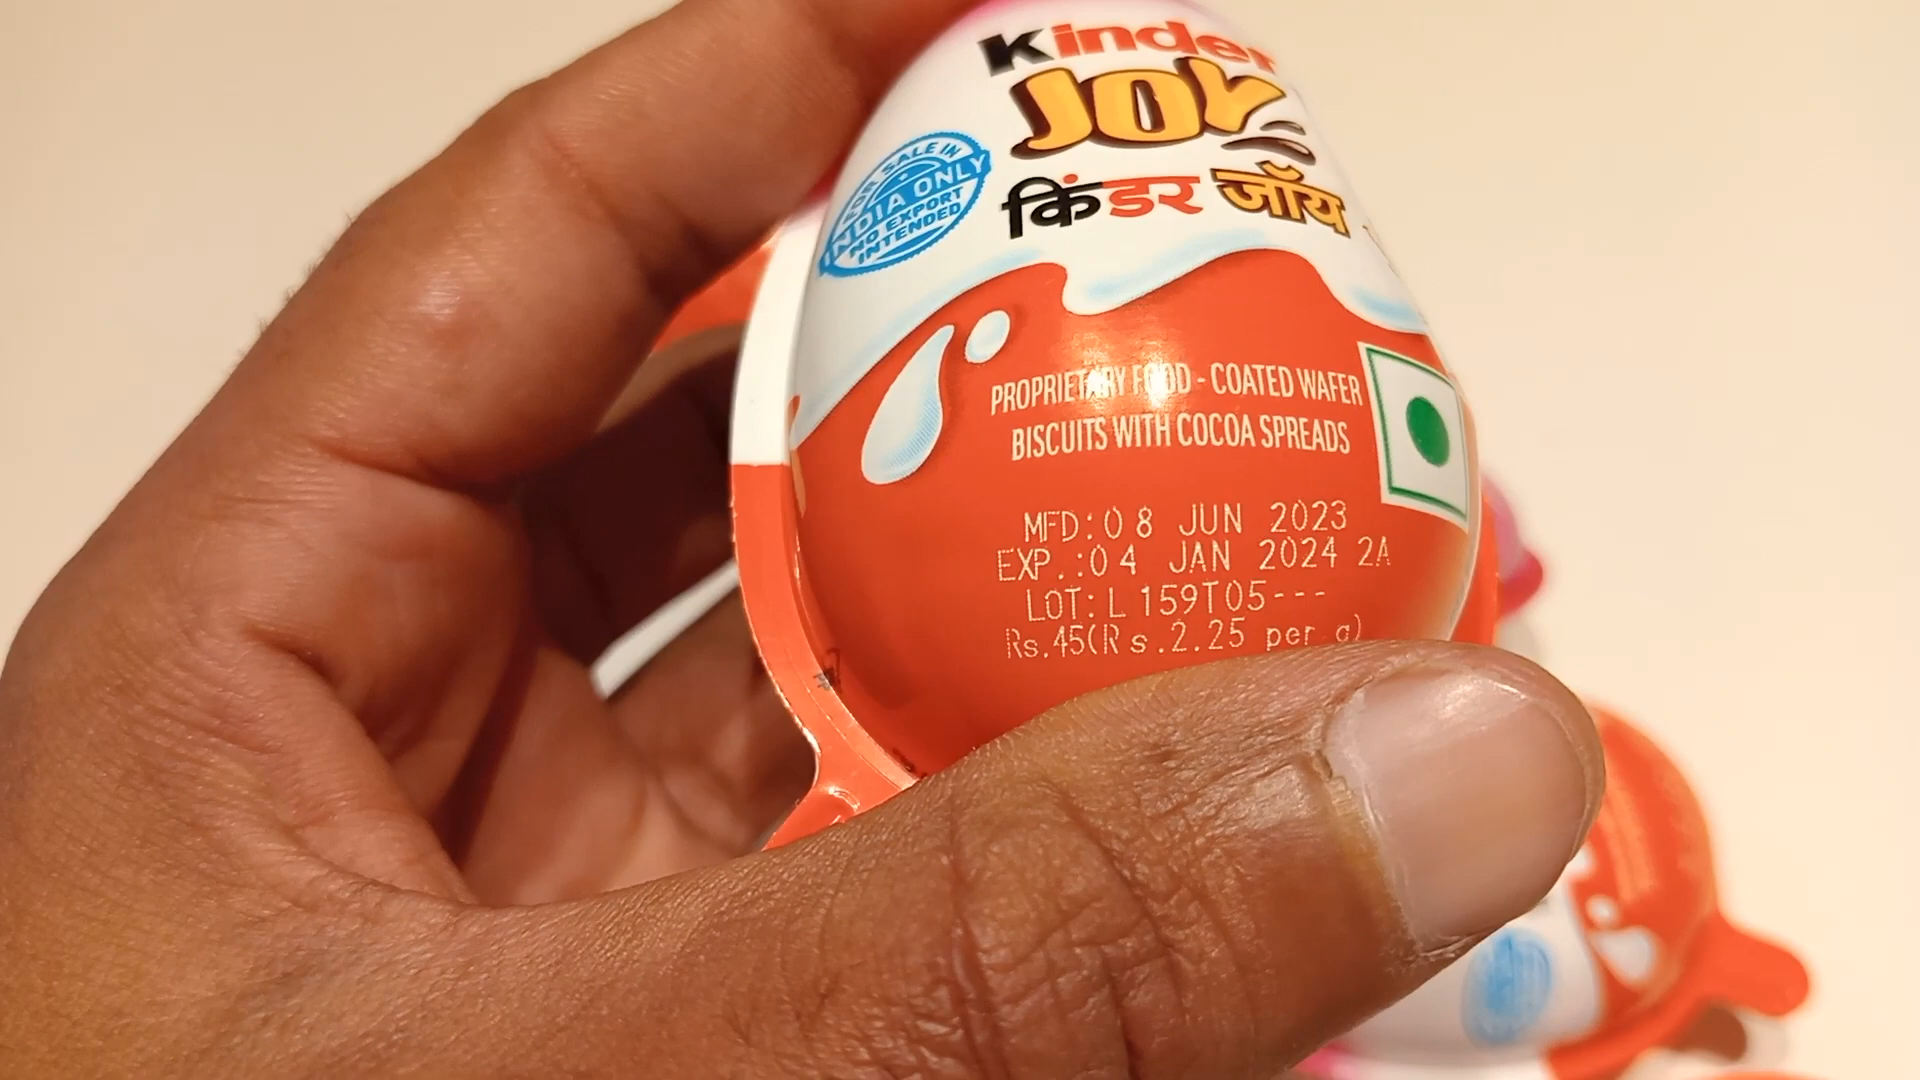 Kinder
JOY
किंडर जॉय
FOR SALE IN
INDIA ONLY
NO EXPORT
INTENDED
PROPRIETARY FOOD - COATED WAFER
BISCUITS WITH COCOA SPREADS
MFD:08 JUN 2023
EXP.:04 JAN 2024 2A
LOT: L 159T05---
Rs.45(Rs.2.25 per g)